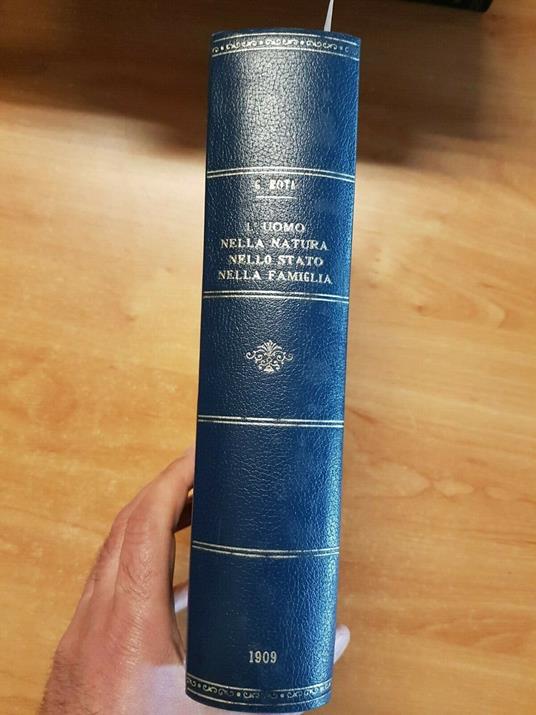 G. ROTA
L'UOMO
NELLA NATURA
NELLO STATO
NELLA FAMIGLIA
1909